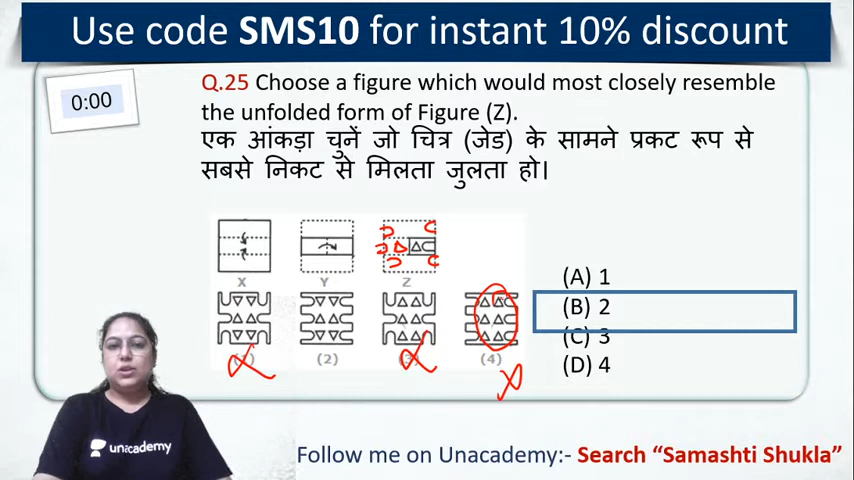 Use code SMS10 for instant 10% discount
0:00
Q.25 Choose a figure which would most closely resemble
the unfolded form of Figure (Z).
एक आंकड़ा चुनें जो चित्र (जेड) के सामने प्रकट रूप से
सबसे निकट से मिलता जुलता हो।
X Y Z
(1) (2) (3) (4)
(A) 1
(B) 2
(C) 3
(D) 4
unacademy
Follow me on Unacademy:- Search “Samashti Shukla”